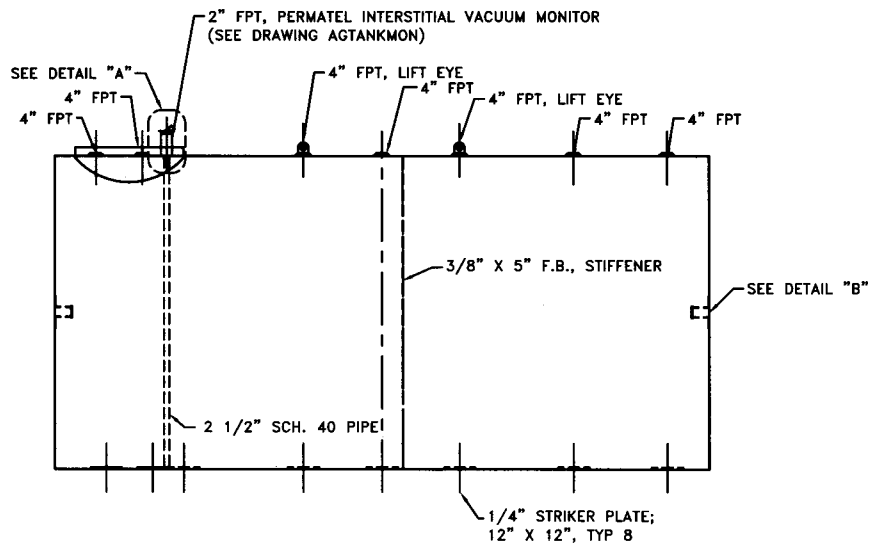 2" FPT, PERMATEL INTERSTITIAL VACUUM MONITOR
(SEE DRAWING AGTANKMON)
SEE DETAIL "A"
4" FPT
4" FPT
4" FPT, LIFT EYE
4" FPT
4" FPT, LIFT EYE
4" FPT
4" FPT
3/8" X 5" F.B., STIFFENER
SEE DETAIL "B"
2 1/2" SCH. 40 PIPE
1/4" STRIKER PLATE;
12" X 12", TYP 8